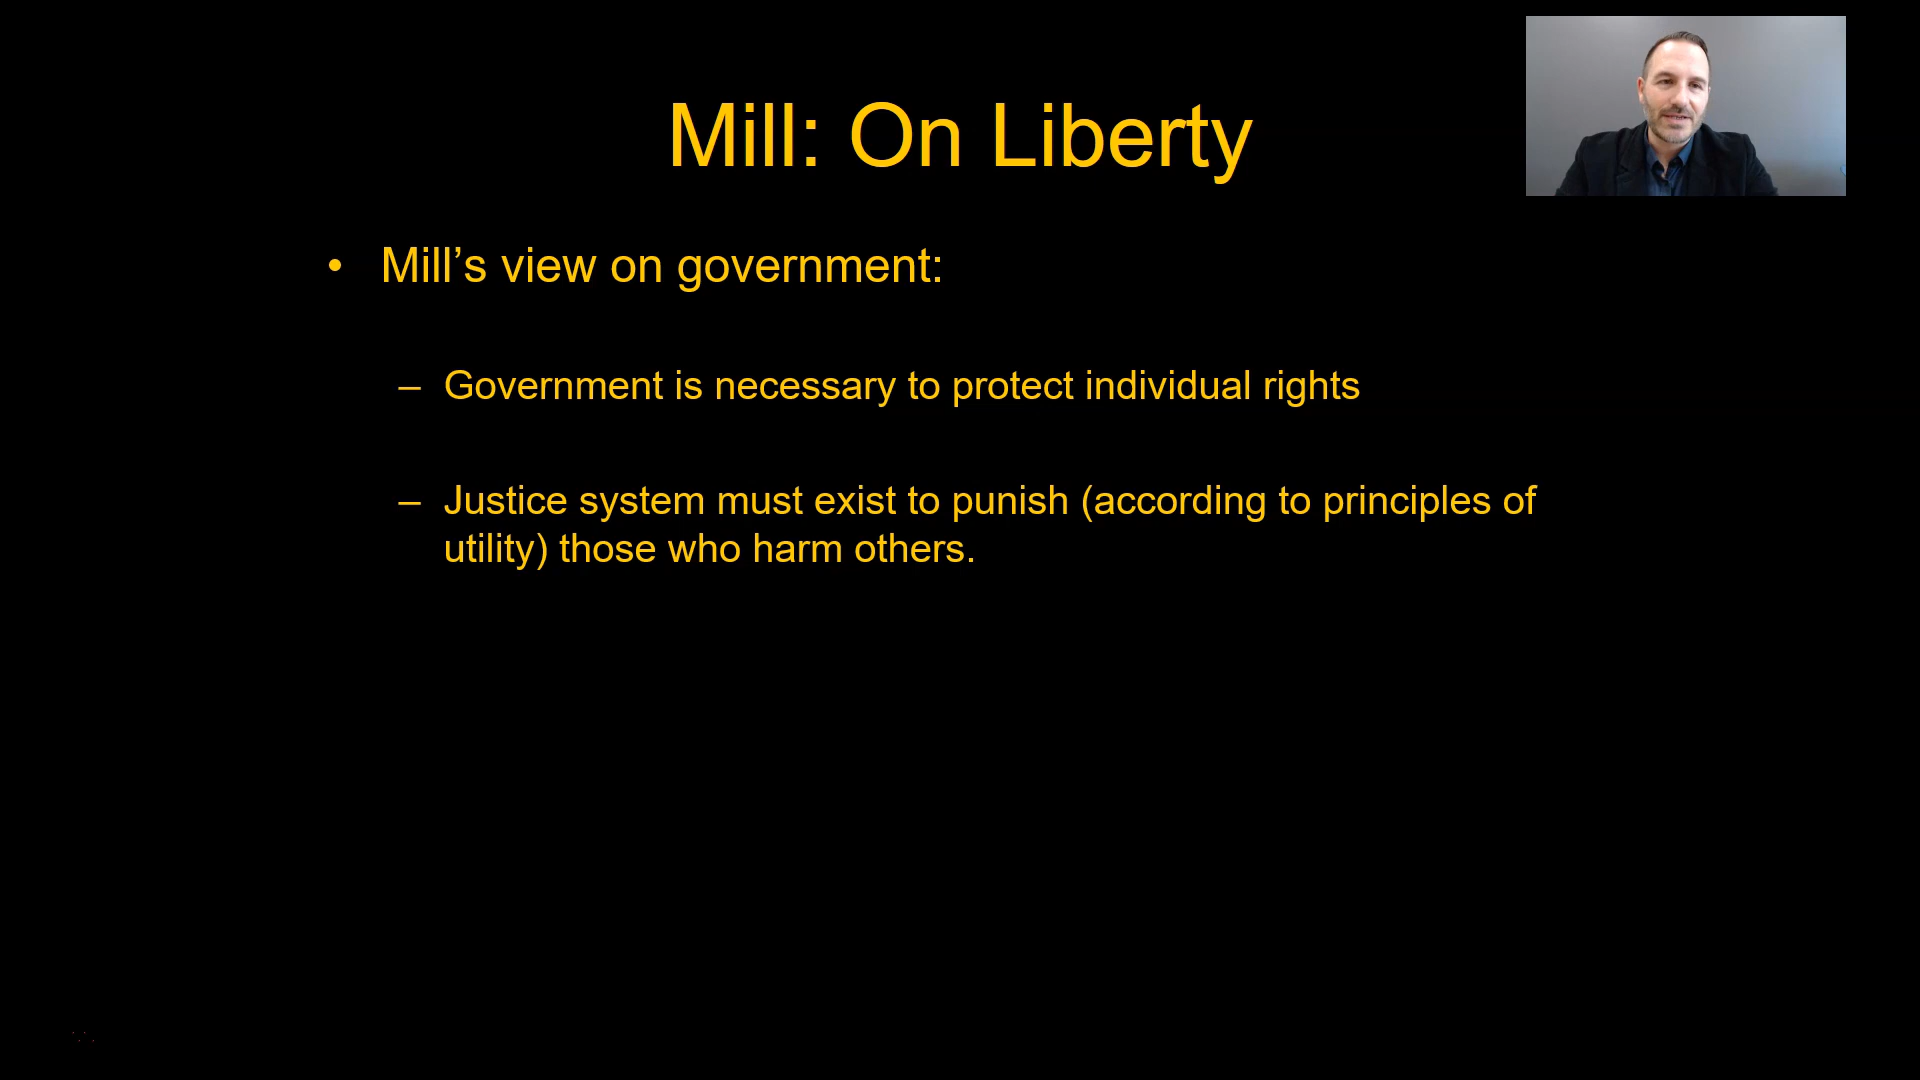 Mill: On Liberty
• Mill’s view on government:
– Government is necessary to protect individual rights
– Justice system must exist to punish (according to principles of
utility) those who harm others.